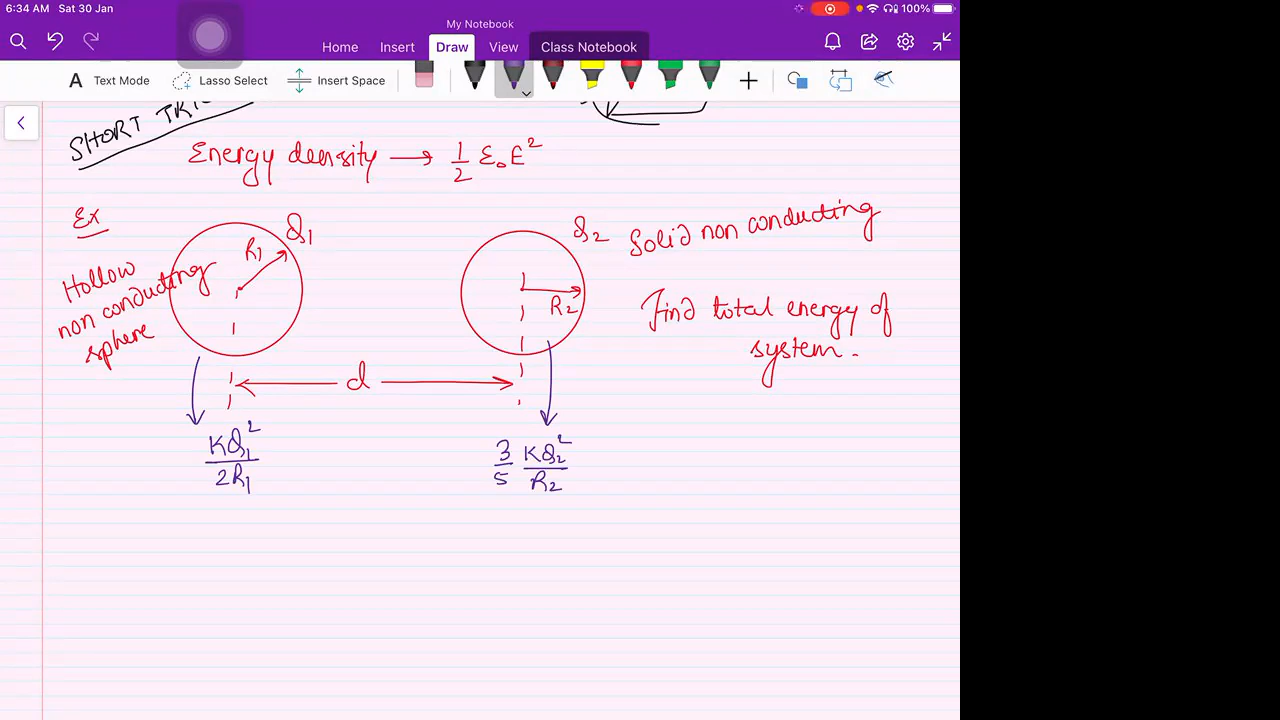 6:34 AM Sat 30 Jan
100%
My Notebook
Home Insert Draw View Class Notebook
A Text Mode Lasso Select Insert Space
SHORT
Energy density → 1/2 ε₀E²
Ex
Q₁
R₁
Hollow
non conducting
sphere
Q₂
R₂
Solid non conducting
Find total energy of
system.
d
KQ₁²/2R₁
3/5 KQ₂²/R₂